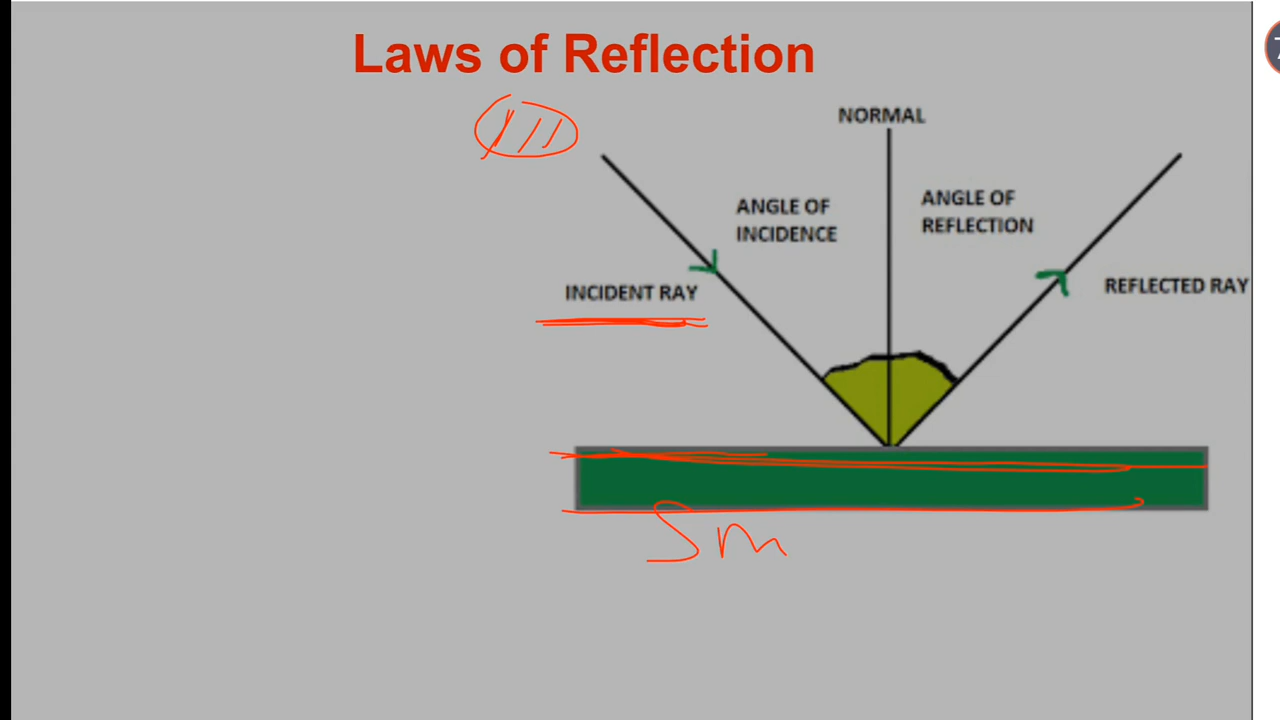 Laws of Reflection
NORMAL
ANGLE OF
INCIDENCE
ANGLE OF
REFLECTION
INCIDENT RAY
REFLECTED RAY
Sm